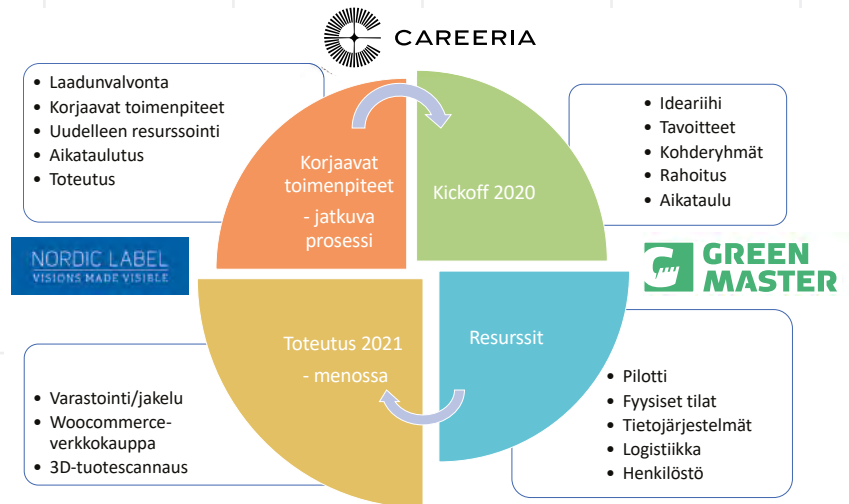 CAREERIA
• Laadunvalvonta
• Korjaavat toimenpiteet
• Uudelleen resurssointi
• Aikataulutus
• Toteutus
Korjaavat
toimenpiteet
- jatkuva
prosessi
Kickoff 2020
• Ideariihi
• Tavoitteet
• Kohderyhmät
• Rahoitus
• Aikataulu
NORDIC LABEL
VISIONS MADE VISIBLE
GREEN
MASTER
Toteutus 2021
- menossa
Resurssit
• Varastointi/jakelu
• Woocommerce-
verkkokauppa
• 3D-tuotescannaus
• Pilotti
• Fyysiset tilat
• Tietojärjestelmät
• Logistiikka
• Henkilöstö